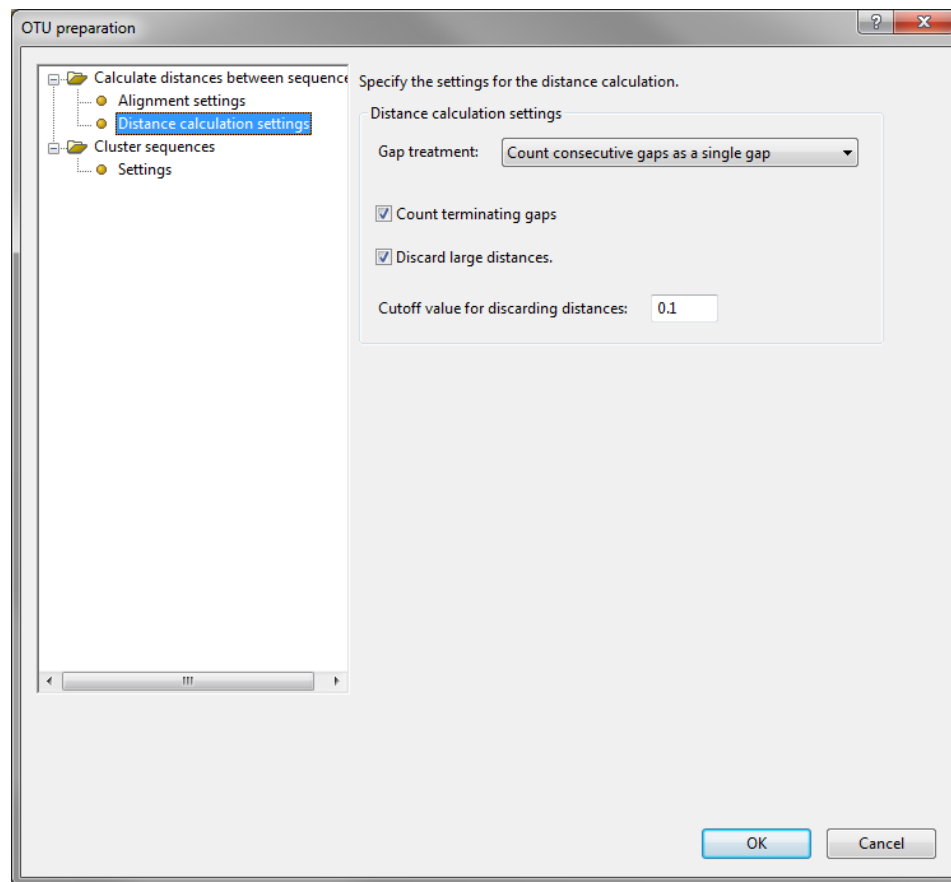 OTU preparation
Calculate distances between sequence
Alignment settings
Distance calculation settings
Cluster sequences
Settings
Specify the settings for the distance calculation.
Distance calculation settings
Gap treatment: Count consecutive gaps as a single gap
Count terminating gaps
Discard large distances.
Cutoff value for discarding distances: 0.1
OK Cancel